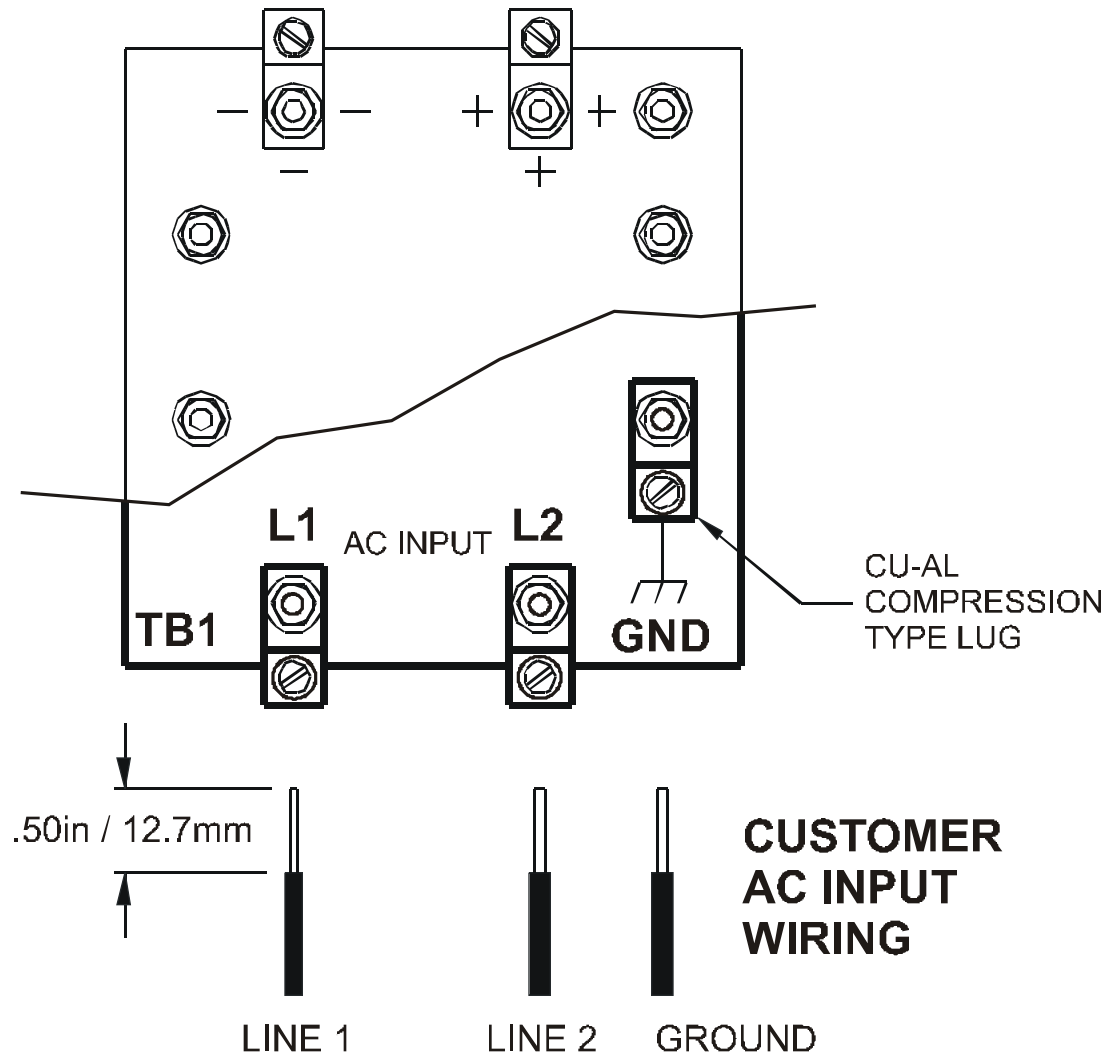 − −
−
+ +
+
L1 AC INPUT L2
TB1
GND
CU-AL
COMPRESSION
TYPE LUG
.50in / 12.7mm
CUSTOMER
AC INPUT
WIRING
LINE 1 LINE 2 GROUND